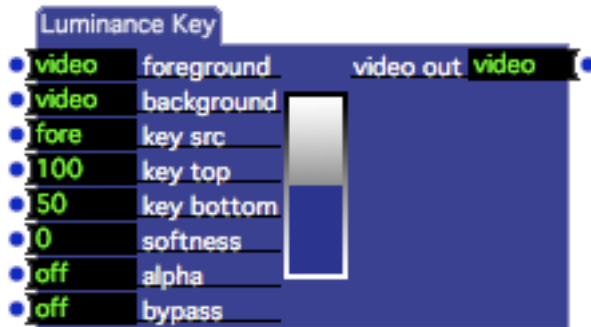 Luminance Key
video foreground video out video
video background
fore key src
100 key top
50 key bottom
0 softness
off alpha
off bypass